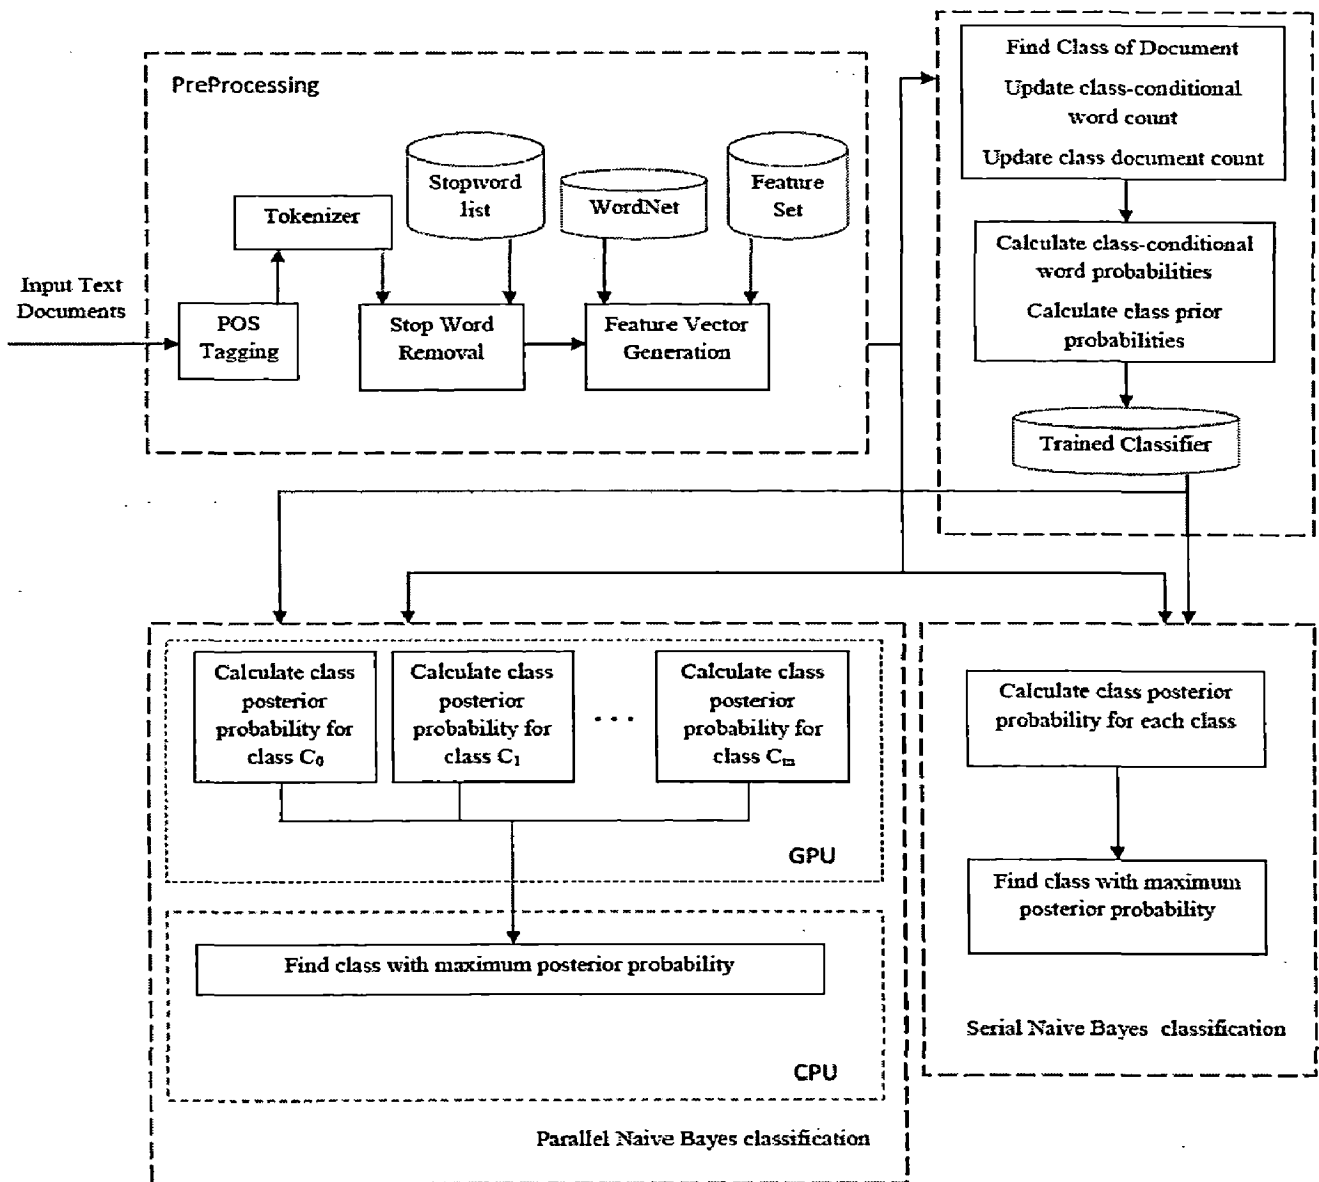 PreProcessing
Input Text
Documents
POS
Tagging
Tokenizer
Stopword
list
Stop Word
Removal
WordNet
Feature
Set
Feature Vector
Generation
Find Class of Document
Update class-conditional
word count
Update class document count
Calculate class-conditional
word probabilities
Calculate class prior
probabilities
Trained Classifier
Calculate class
posterior
probability for
class C₀
Calculate class
posterior
probability for
class C₁
. . .
Calculate class
posterior
probability for
class Cₘ
GPU
Find class with maximum posterior probability
CPU
Parallel Naive Bayes classification
Calculate class posterior
probability for each class
Find class with maximum
posterior probability
Serial Naive Bayes classification